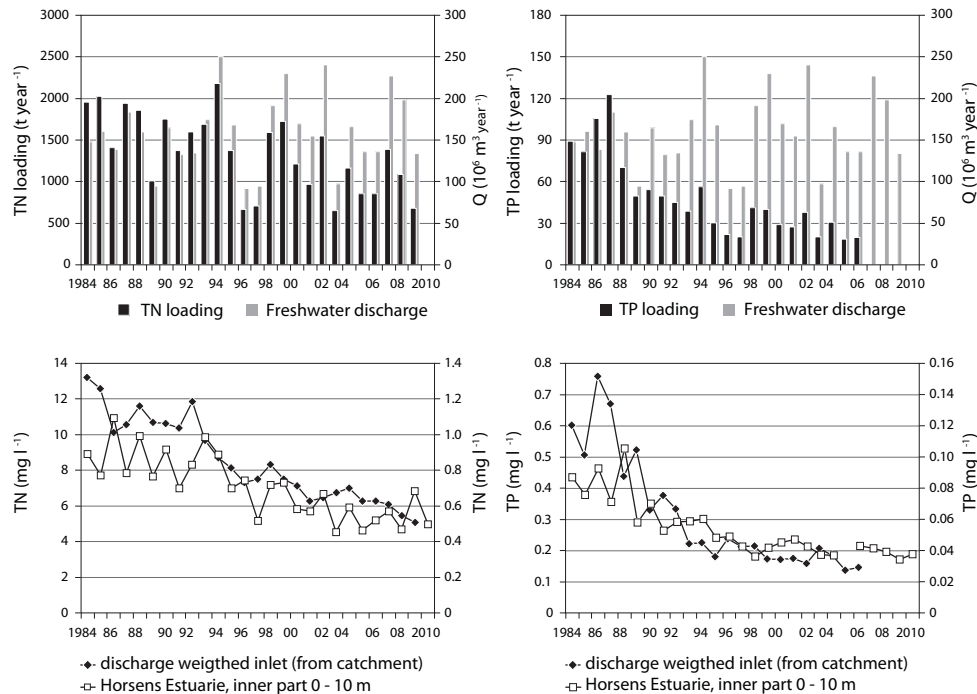 3000 300 180 300
2500 250 150 250
2000 200 120 200
1500 150 90 150
1000 100 60 100
500 50 30 50
0 0 0 0
TN loading (t year -1)
Q (10⁶ m³ year -1)
TP loading (t year -1)
Q (10⁶ m³ year -1)
1984 86 88 90 92 94 96 98 00 02 04 06 08 2010
1984 86 88 90 92 94 96 98 00 02 04 06 08 2010
TN loading Freshwater discharge
TP loading Freshwater discharge
14 1.4 0.8 0.16
12 1.2 0.7 0.14
10 1.0 0.6 0.12
8 0.8 0.5 0.10
6 0.6 0.4 0.08
4 0.4 0.3 0.06
2 0.2 0.2 0.04
0 0 0.1 0.02
0 0
TN (mg l -1)
TN (mg l -1)
TP (mg l -1)
TP (mg l -1)
1984 86 88 90 92 94 96 98 00 02 04 06 08 2010
1984 86 88 90 92 94 96 98 00 02 04 06 08 2010
discharge weigthed inlet (from catchment)
Horsens Estuarie, inner part 0 - 10 m
discharge weigthed inlet (from catchment)
Horsens Estuarie, inner part 0 - 10 m